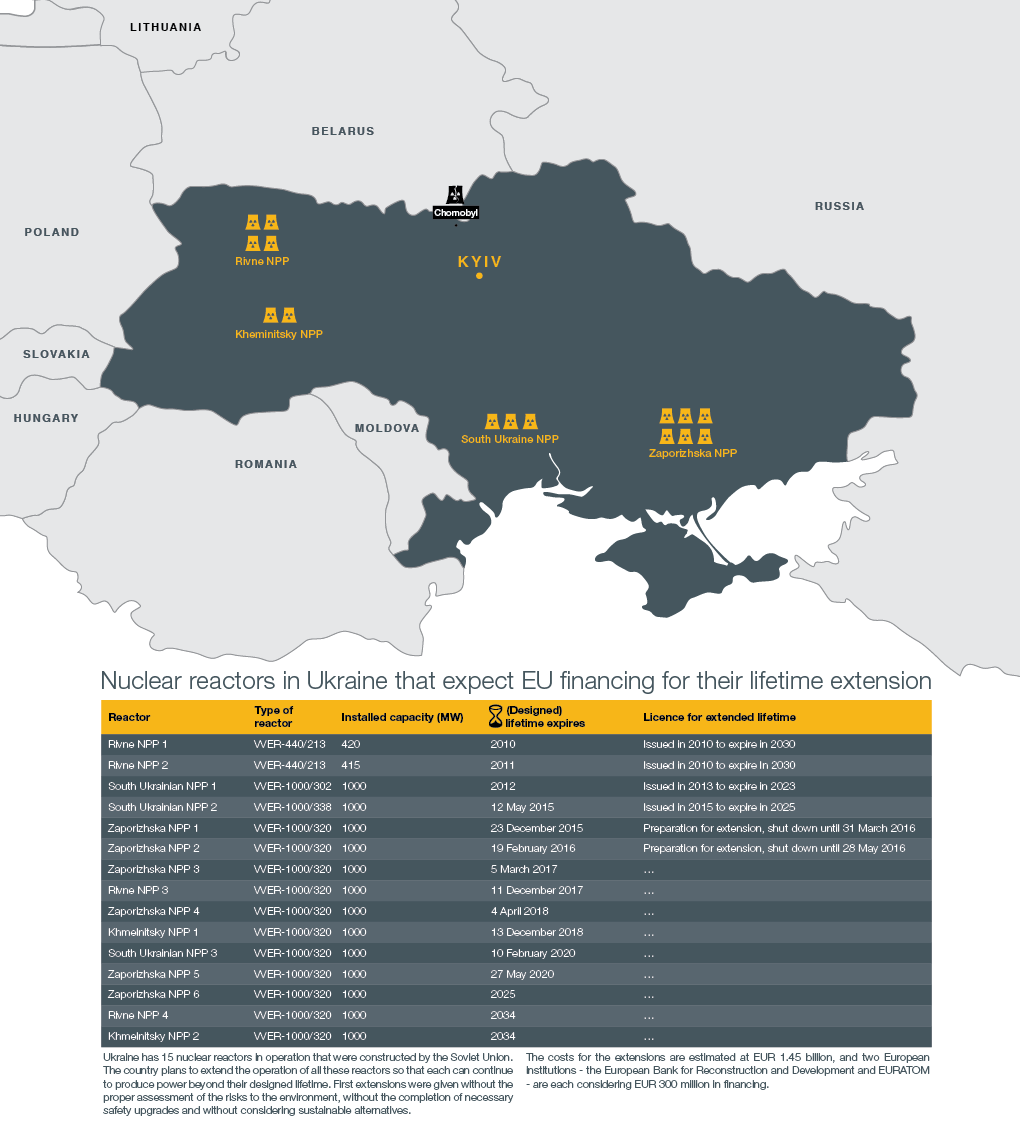 LITHUANIA
BELARUS
RUSSIA
POLAND
Chornobyl
KYIV
Rivne NPP
Kheminitsky NPP
SLOVAKIA
HUNGARY
MOLDOVA
ROMANIA
South Ukraine NPP
Zaporizhska NPP
Nuclear reactors in Ukraine that expect EU financing for their lifetime extension
Reactor Type of reactor Installed capacity (MW) (Designed) lifetime expires Licence for extended lifetime
Rivne NPP 1 VVER-440/213 420 2010 Issued in 2010 to expire in 2030
Rivne NPP 2 VVER-440/213 415 2011 Issued in 2010 to expire in 2030
South Ukrainian NPP 1 VVER-1000/302 1000 2012 Issued in 2013 to expire in 2023
South Ukrainian NPP 2 VVER-1000/338 1000 12 May 2015 Issued in 2015 to expire in 2025
Zaporizhska NPP 1 VVER-1000/320 1000 23 December 2015 Preparation for extension, shut down until 31 March 2016
Zaporizhska NPP 2 VVER-1000/320 1000 19 February 2016 Preparation for extension, shut down until 28 May 2016
Zaporizhska NPP 3 VVER-1000/320 1000 5 March 2017 ...
Rivne NPP 3 VVER-1000/320 1000 11 December 2017 ...
Zaporizhska NPP 4 VVER-1000/320 1000 4 April 2018 ...
Khmelnitsky NPP 1 VVER-1000/320 1000 13 December 2018 ...
South Ukrainian NPP 3 VVER-1000/320 1000 10 February 2020 ...
Zaporizhska NPP 5 VVER-1000/320 1000 27 May 2020 ...
Zaporizhska NPP 6 VVER-1000/320 1000 2025 ...
Rivne NPP 4 VVER-1000/320 1000 2034 ...
Khmelnitsky NPP 2 VVER-1000/320 1000 2034 ...
Ukraine has 15 nuclear reactors in operation that were constructed by the Soviet Union.
The country plans to extend the operation of all these reactors so that each can continue
to produce power beyond their designed lifetime. First extensions were given without the
proper assessment of the risks to the environment, without the completion of necessary
safety upgrades and without considering sustainable alternatives.
The costs for the extensions are estimated at EUR 1.45 billion, and two European
institutions - the European Bank for Reconstruction and Development and EURATOM
- are each considering EUR 300 million in financing.